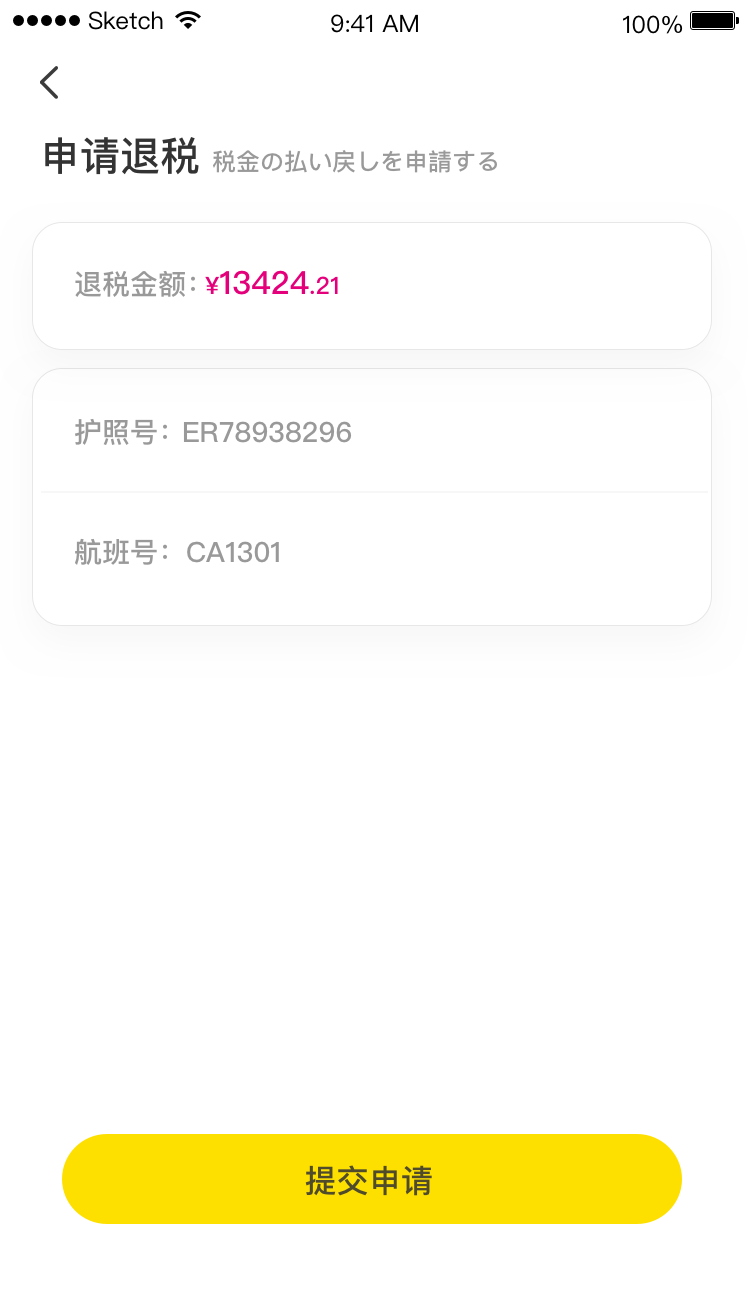 ●●●●● Sketch 9:41 AM 100%
申请退税 税金の払い戻しを申請する
退税金额: ¥13424.21
护照号: ER78938296
航班号: CA1301
提交申请